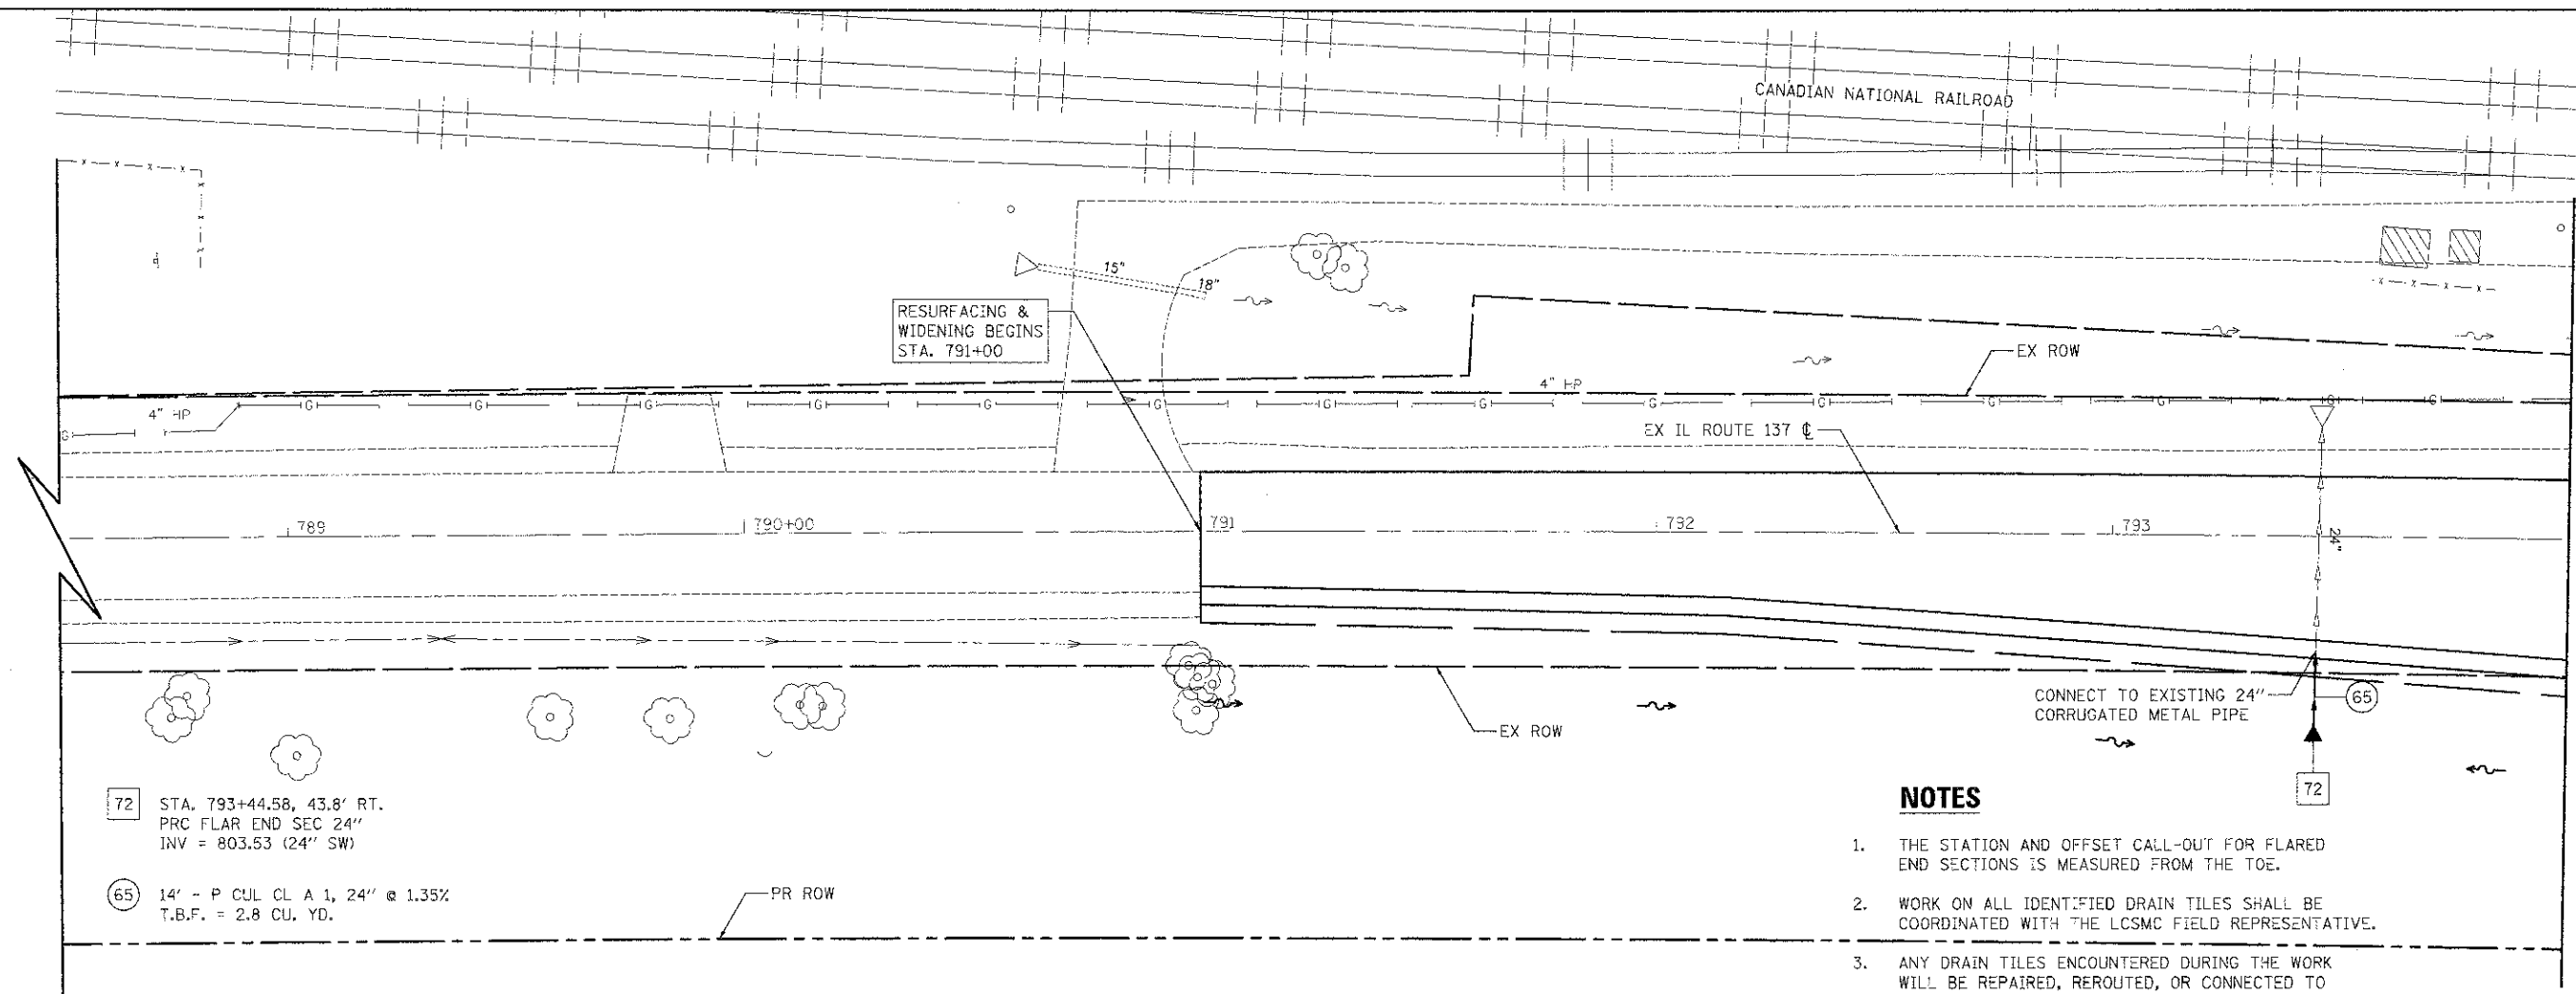 CANADIAN NATIONAL RAILROAD
15"
18"
RESURFACING &
WIDENING BEGINS
STA. 791+00
EX ROW
4" HP
4" HP
G G G G G G G G G G G G G G
EX IL ROUTE 137 ℄
789
790+00
791
792
793
24"
CONNECT TO EXISTING 24"
CORRUGATED METAL PIPE
65
EX ROW
72
72 STA. 793+44.58, 43.8' RT.
PRC FLAR END SEC 24"
INV = 803.53 (24" SW)
65 14' - P CUL CL A 1, 24" @ 1.35%
T.B.F. = 2.8 CU. YD.
PR ROW
NOTES
1. THE STATION AND OFFSET CALL-OUT FOR FLARED
END SECTIONS IS MEASURED FROM THE TOE.
2. WORK ON ALL IDENTIFIED DRAIN TILES SHALL BE
COORDINATED WITH THE LCSMC FIELD REPRESENTATIVE.
3. ANY DRAIN TILES ENCOUNTERED DURING THE WORK
WILL BE REPAIRED, REROUTED, OR CONNECTED TO